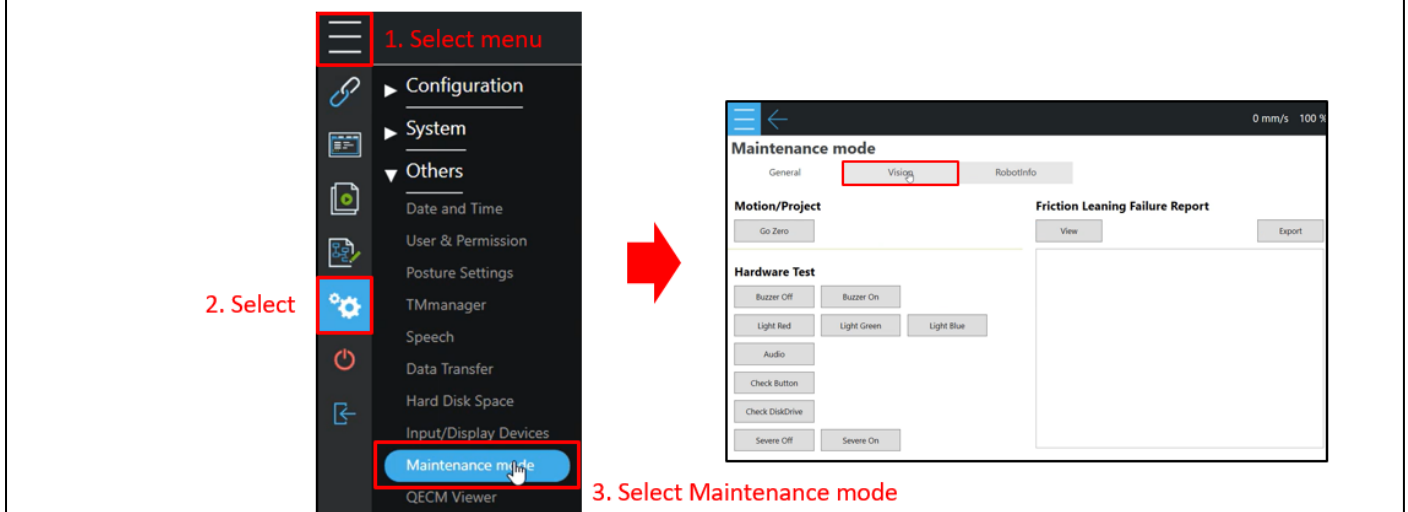 1. Select menu
Configuration
System
Others
Date and Time
User & Permission
Posture Settings
2. Select
TMmanager
Speech
Data Transfer
Hard Disk Space
Input/Display Devices
Maintenance mode
QECM Viewer
3. Select Maintenance mode
0 mm/s 100 %
Maintenance mode
General Vision RobotInfo
Motion/Project Friction Leaning Failure Report
Go Zero View Export
Hardware Test
Buzzer Off Buzzer On
Light Red Light Green Light Blue
Audio
Check Button
Check DiskDrive
Severe Off Severe On